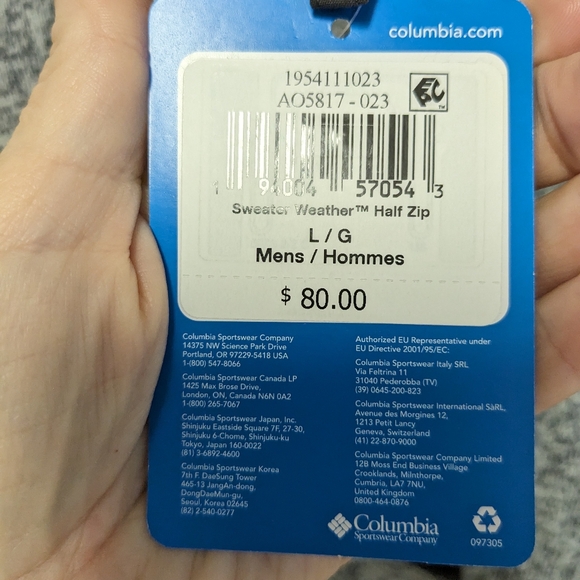 columbia.com
1954111023
AO5817 - 023
57054 3
Sweater Weather™ Half Zip
L / G
Mens / Hommes
$ 80.00
Columbia Sportswear Company
14375 NW Science Park Drive
Portland, OR 97229-5418 USA
1-(800) 547-8066
Columbia Sportswear Canada LP
1425 Max Brose Drive,
London, ON, Canada N6N 0A2
1-(800) 265-7067
Columbia Sportswear Japan, Inc.
Shinjuku Eastside Square 7F, 27-30,
Shinjuku 6-Chome, Shinjuku-ku
Tokyo, Japan 160-0022
(81) 3-6892-4600
Columbia Sportswear Korea
7th F. DaeSung Tower
465-13 JangAn-dong,
DongDaeMun-gu,
Seoul, Korea 02645
(82) 2-540-0277
Authorized EU Representative under
EU Directive 2001/95/EC:
Columbia Sportswear Italy SRL
Via Feltrina 11
31040 Pederobba (TV)
(39) 0645-200-823
Columbia Sportswear International SàRL,
Avenue des Morgines 12,
1213 Petit Lancy
Geneva, Switzerland
(41) 22-870-9000
Columbia Sportswear Company Limited
12B Moss End Business Village
Crooklands, Milnthorpe,
Cumbria, LA7 7NU,
United Kingdom
0800-464-0876
Columbia
Sportswear Company
097305